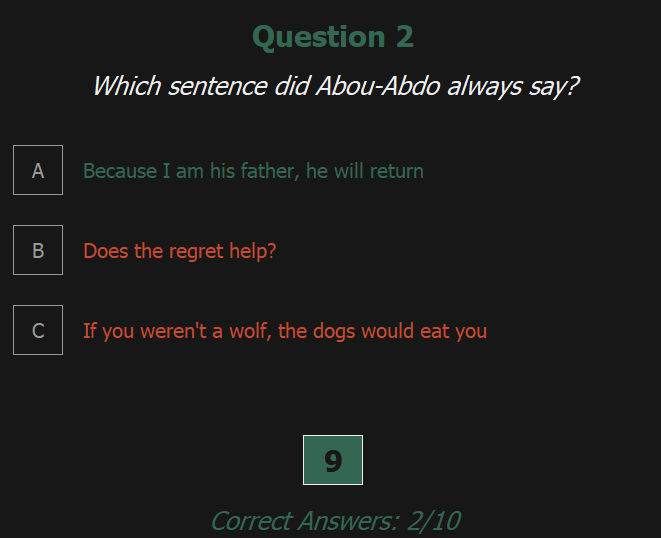 Question 2
Which sentence did Abou-Abdo always say?
A Because I am his father, he will return
B Does the regret help?
C If you weren't a wolf, the dogs would eat you
9
Correct Answers: 2/10